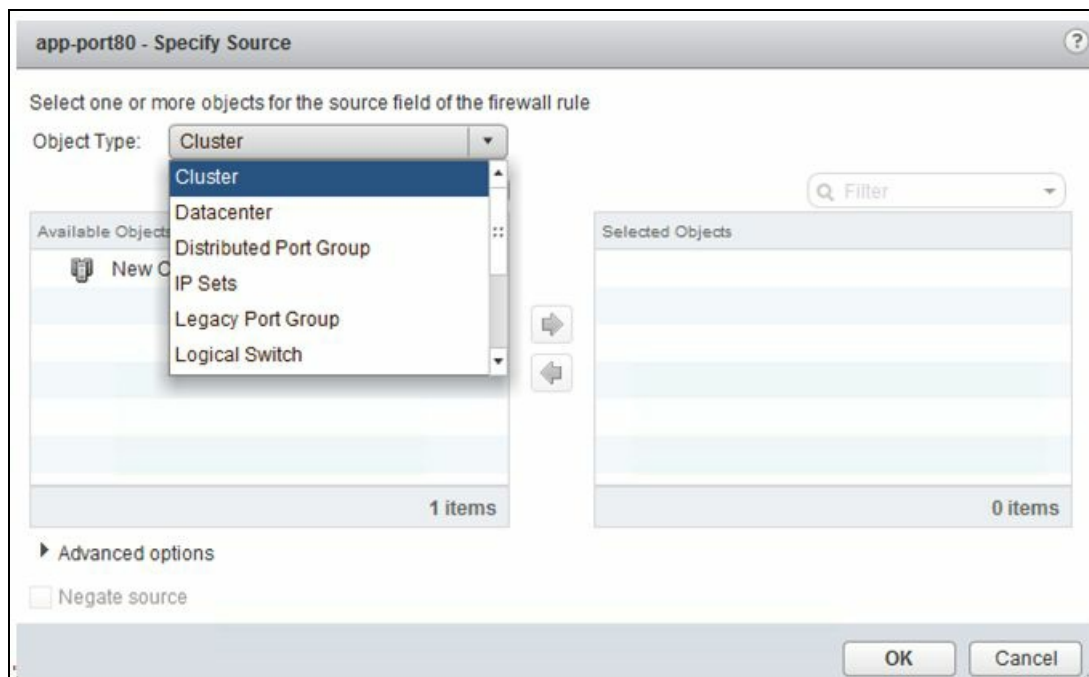 app-port80 - Specify Source ?
Select one or more objects for the source field of the firewall rule
Object Type: Cluster
Cluster
Datacenter
Distributed Port Group
IP Sets
Legacy Port Group
Logical Switch
Filter
Available Objects
New
Selected Objects
1 items
0 items
Advanced options
Negate source
OK Cancel